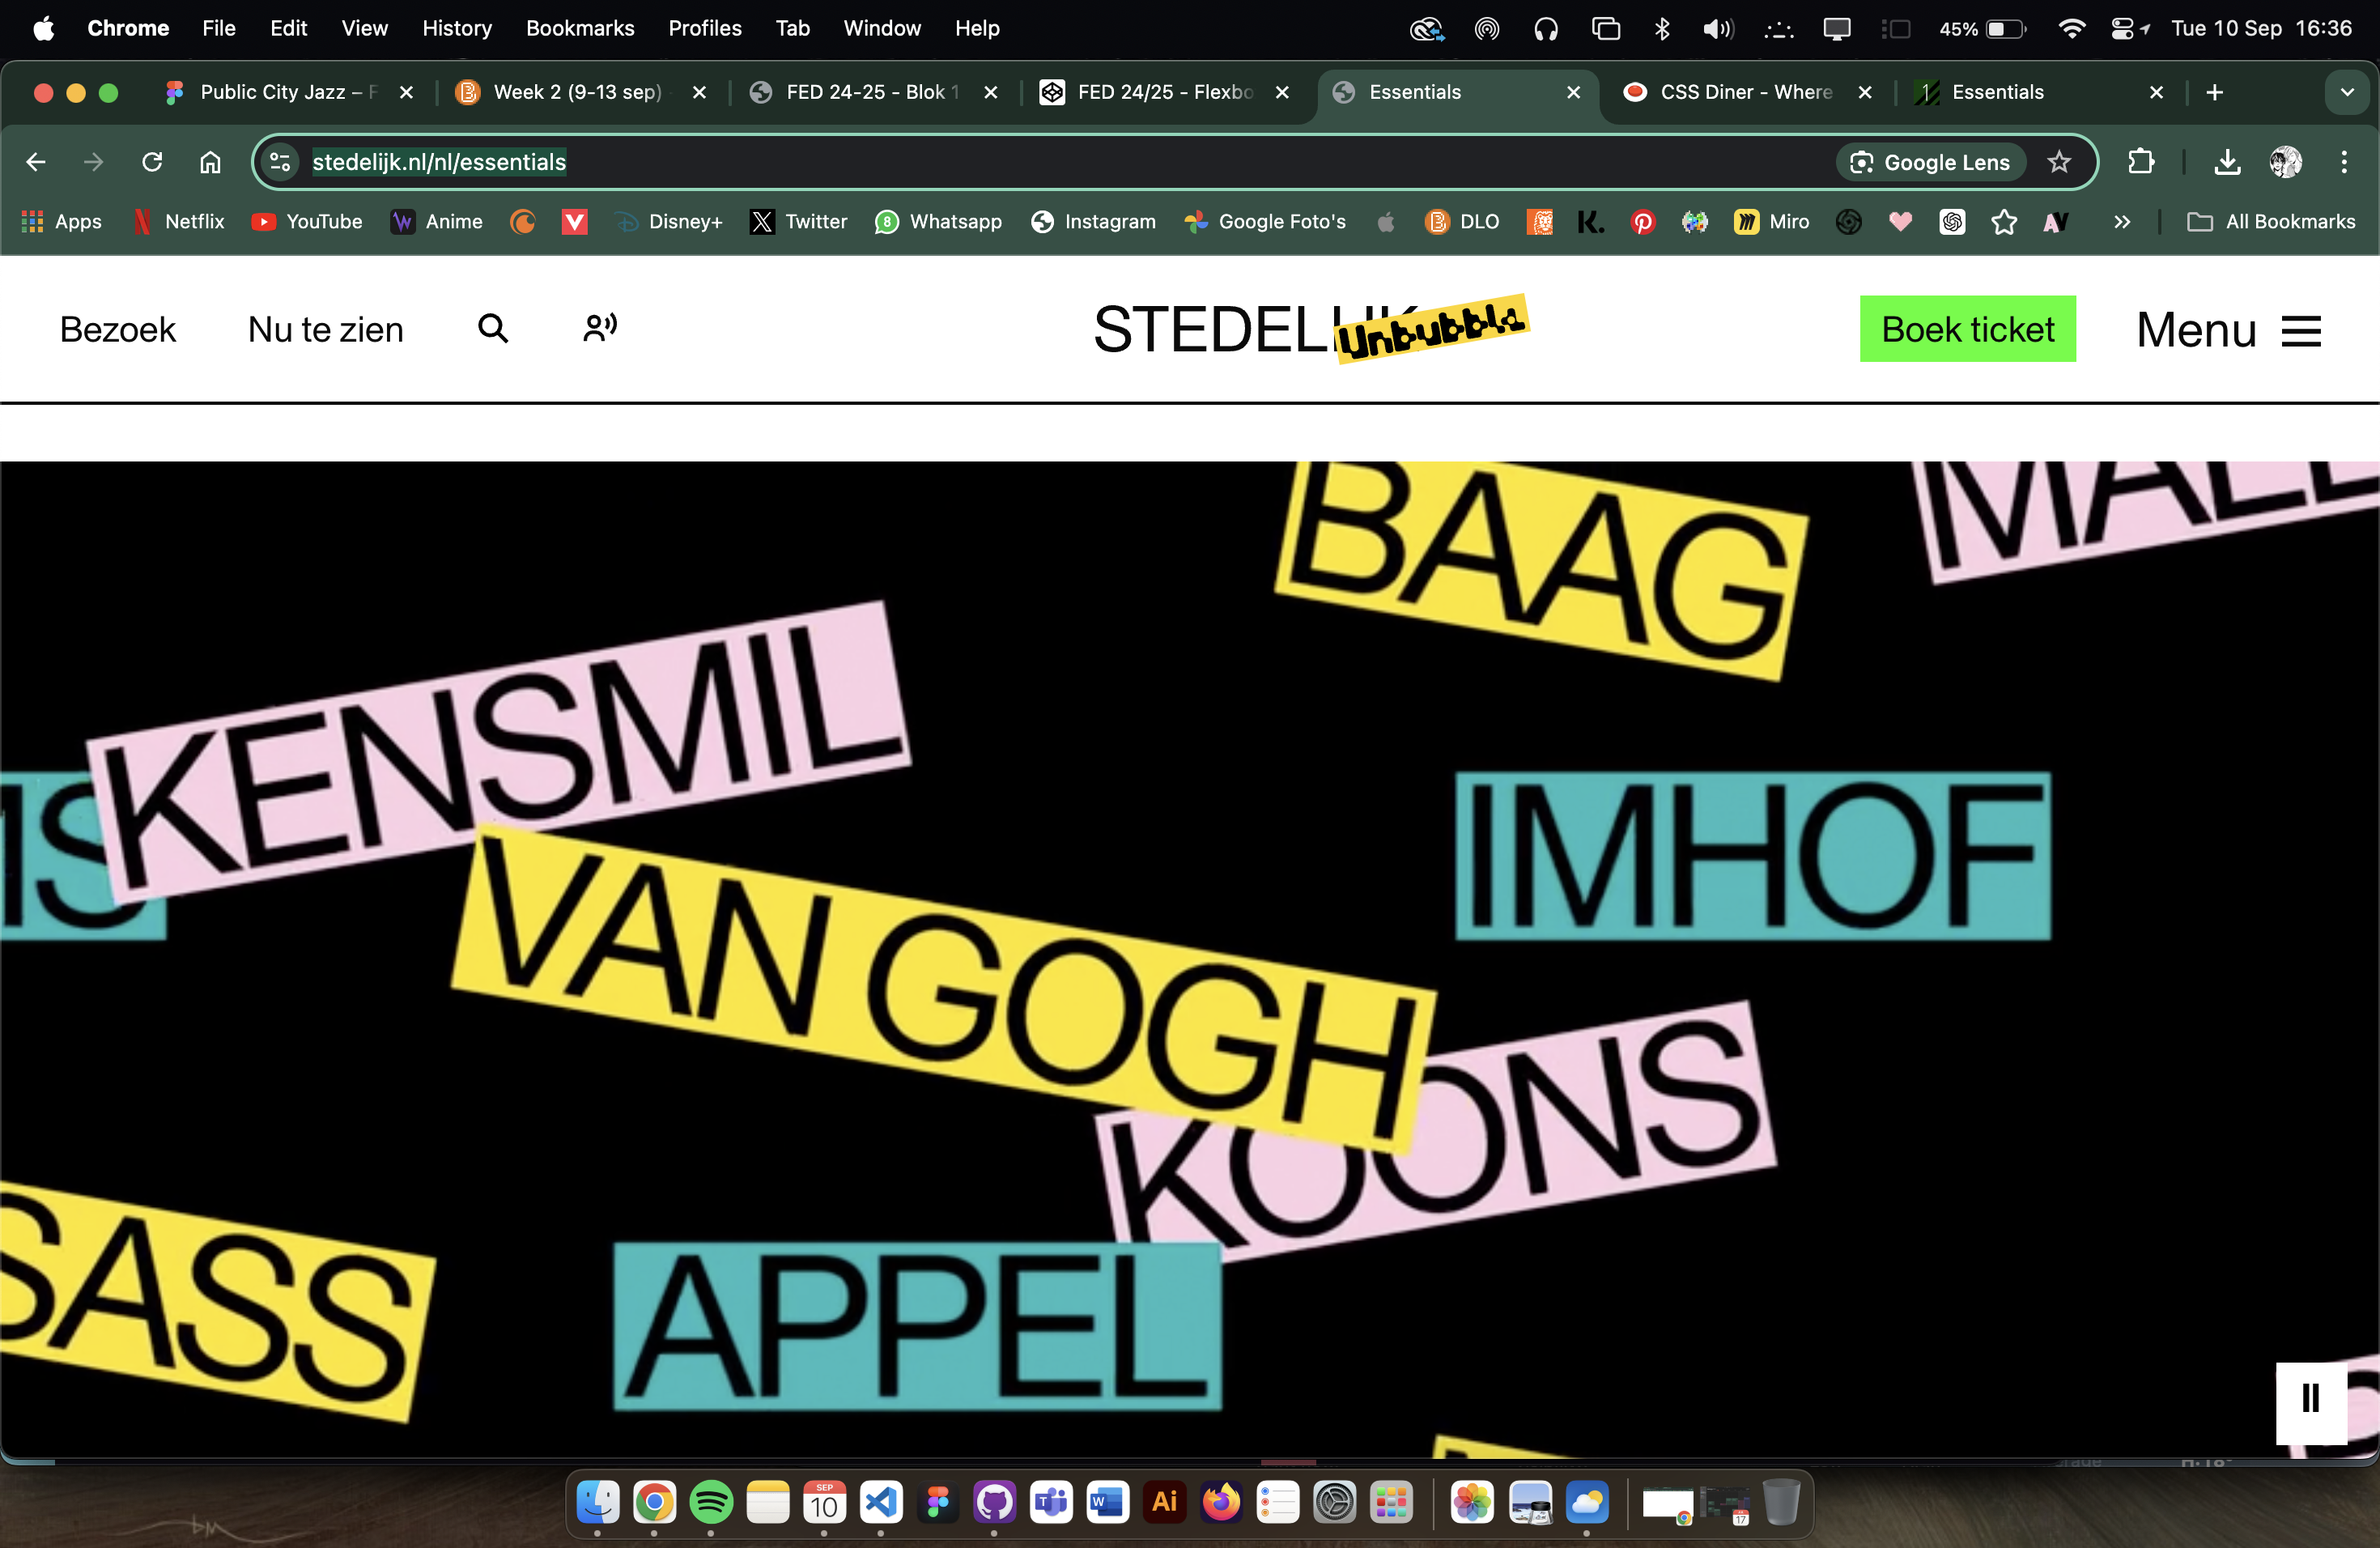 Chrome File Edit View History Bookmarks Profiles Tab Window Help 45% Tue 10 Sep 16:36
Public City Jazz – F Week 2 (9-13 sep) FED 24-25 - Blok 1 FED 24/25 - Flexbo Essentials CSS Diner - Where Essentials
stedelijk.nl/nl/essentials Google Lens
Apps Netflix YouTube Anime Disney+ Twitter 8 Whatsapp Instagram Google Foto's DLO K. Miro All Bookmarks
Bezoek Nu te zien STEDELIJK Unbubble Boek ticket Menu
BAAG
KENSMIL
IS
VAN GOGH
IMHOF
KOONS
SASS
APPEL
SEP
10
Ai
17